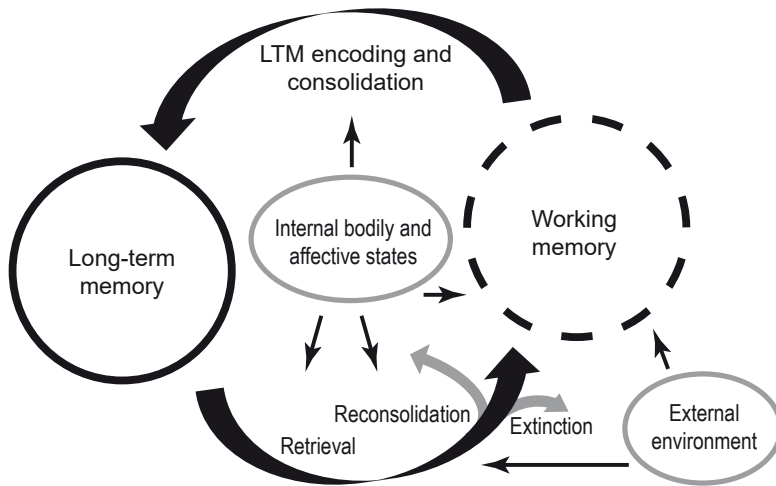 LTM encoding and
consolidation
Internal bodily and
affective states
Working
memory
Long-term
memory
Reconsolidation
Extinction
Retrieval
External
environment